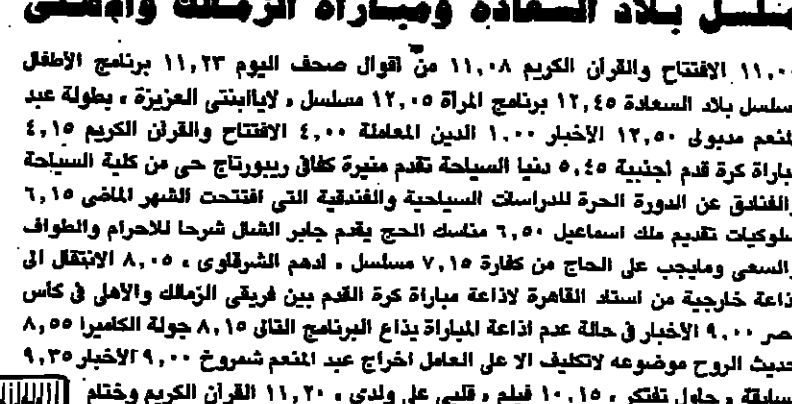 مسلسل بلاد السعادة ومباراة الزمالك والاهلى
١١,٠٠ الافتتاح والقرآن الكريم ١١,٠٨ من أقوال صحف اليوم ١١,٢٣ برنامج الأطفال
مسلسل بلاد السعادة ١٢,٤٥ برنامج المرأة ١٢,٠٥ مسلسل « لاياابنتى العزيزة » بطولة عبد
المنعم مدبولى ١٢,٥٠ الأخبار ١,٠٠ الدين المعاملة ٤,٠٠ الافتتاح والقرآن الكريم ٤,١٥
مباراة كرة قدم اجنبية ٥,٤٥ دنيا السياحة تقدم منيرة كفافى ريبورتاج حى من كلية السياحة
والفنادق عن الدورة الحرة للدراسات السياحية والفندقية التى افتتحت الشهر الماضى ٦,١٥
سلوكيات تقديم ملك اسماعيل ٦,٥٠ مناسك الحج يقدم جابر الشال شرحا للاحرام والطواف
والسعى ومايجب على الحاج من كفارة ٧,١٥ مسلسل « ادهم الشرقاوى » ٨,٠٥ الانتقال الى
اذاعة خارجية من استاد القاهرة لاذاعة مباراة كرة القدم بين فريقى الزمالك والاهلى فى كأس
مصر ٩,٠٠ الأخبار فى حالة عدم اذاعة المباراة يذاع البرنامج التالى ٨,١٥ جولة الكاميرا ٨,٥٥
حديث الروح موضوعه لاتكليف الا على العامل اخراج عبد المنعم شمروخ ٩,٠٠ الأخبار ٩,٣٥
مسابقة « حاول تفتكر » ١٠,١٥ فيلم « قلبى على ولدى » ١١,٢٠ القرآن الكريم وختام